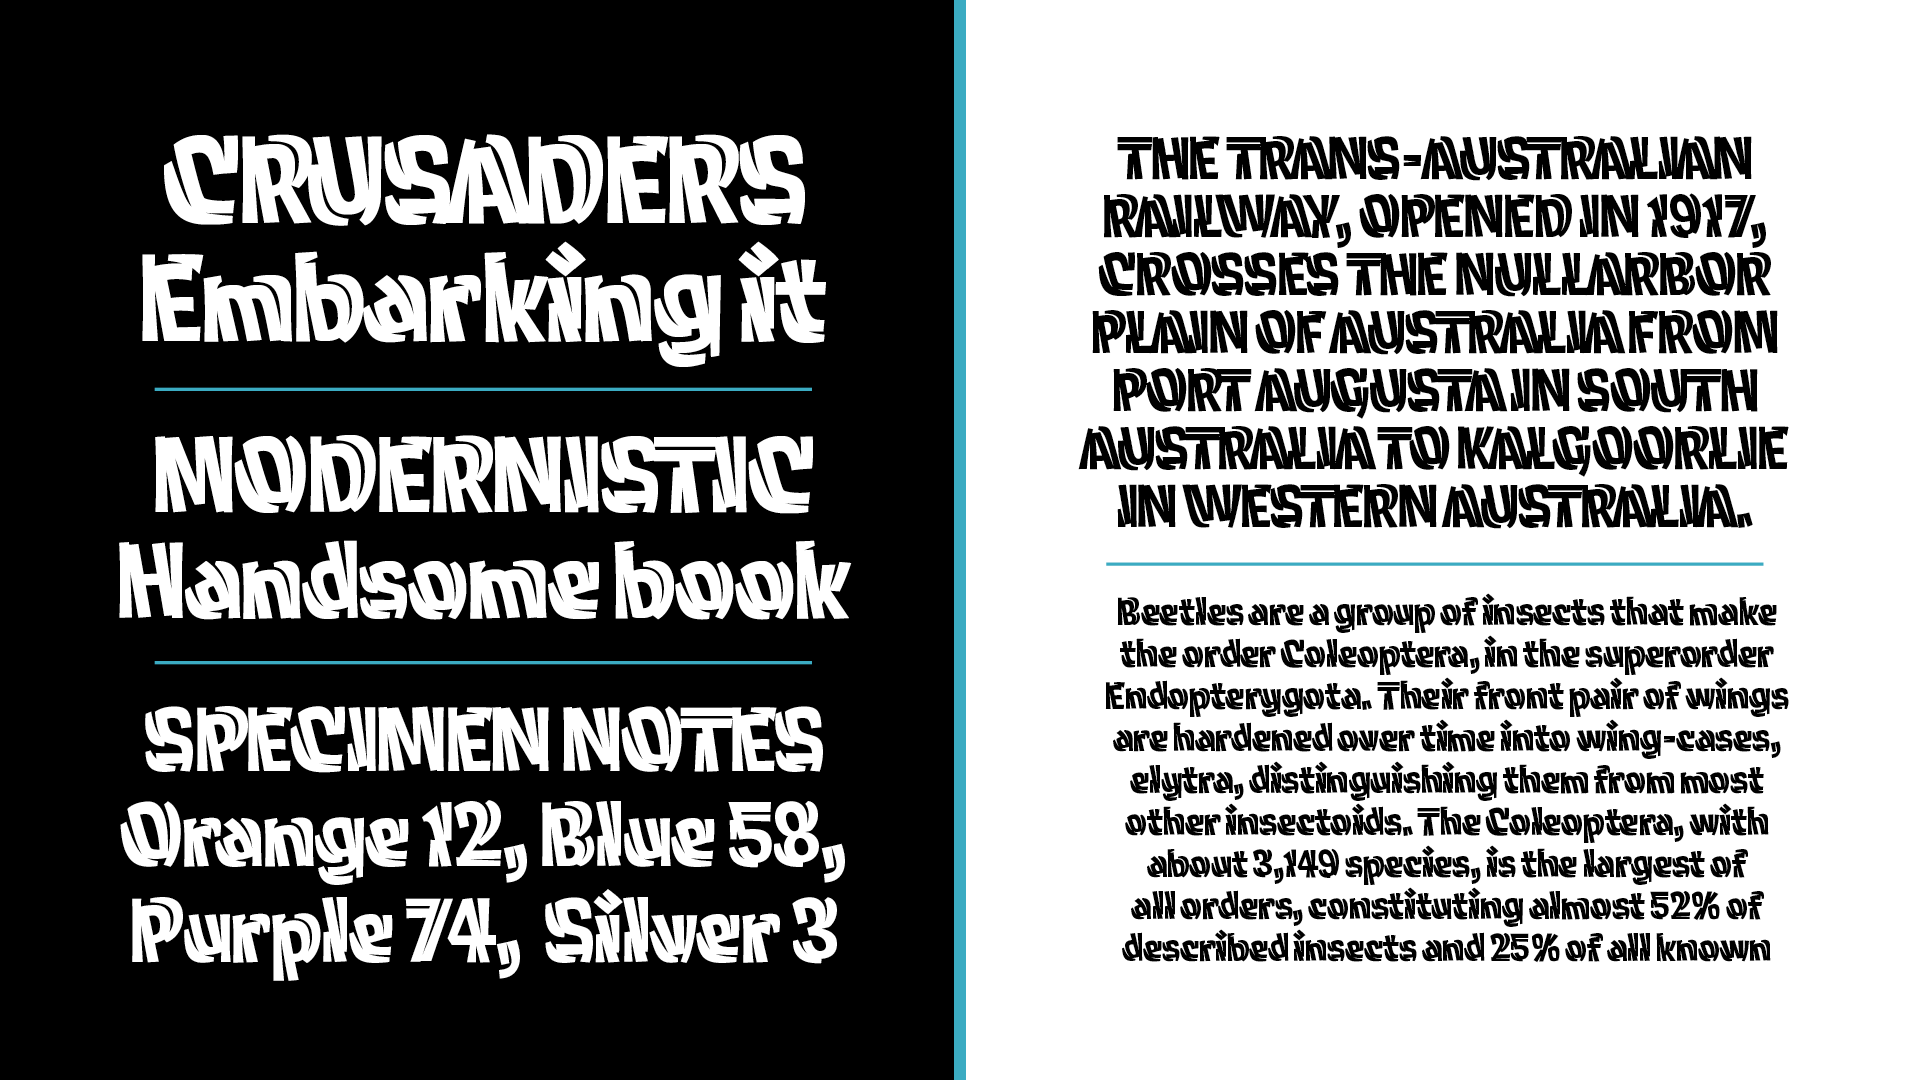 CRUSADERS
Embarking it
MODERNISTIC
Handsome book
SPECIMEN NOTES
Orange 12, Blue 58,
Purple 74, Silver 3
THE TRANS-AUSTRALIAN
RAILWAY, OPENED IN 1917,
CROSSES THE NULLARBOR
PLAIN OF AUSTRALIA FROM
PORT AUGUSTA IN SOUTH
AUSTRALIA TO KALGOORLIE
IN WESTERN AUSTRALIA.
Beetles are a group of insects that make
the order Coleoptera, in the superorder
Endopterygota. Their front pair of wings
are hardened over time into wing-cases,
elytra, distinguishing them from most
other insectoids. The Coleoptera, with
about 3,149 species, is the largest of
all orders, constituting almost 52% of
described insects and 25% of all known